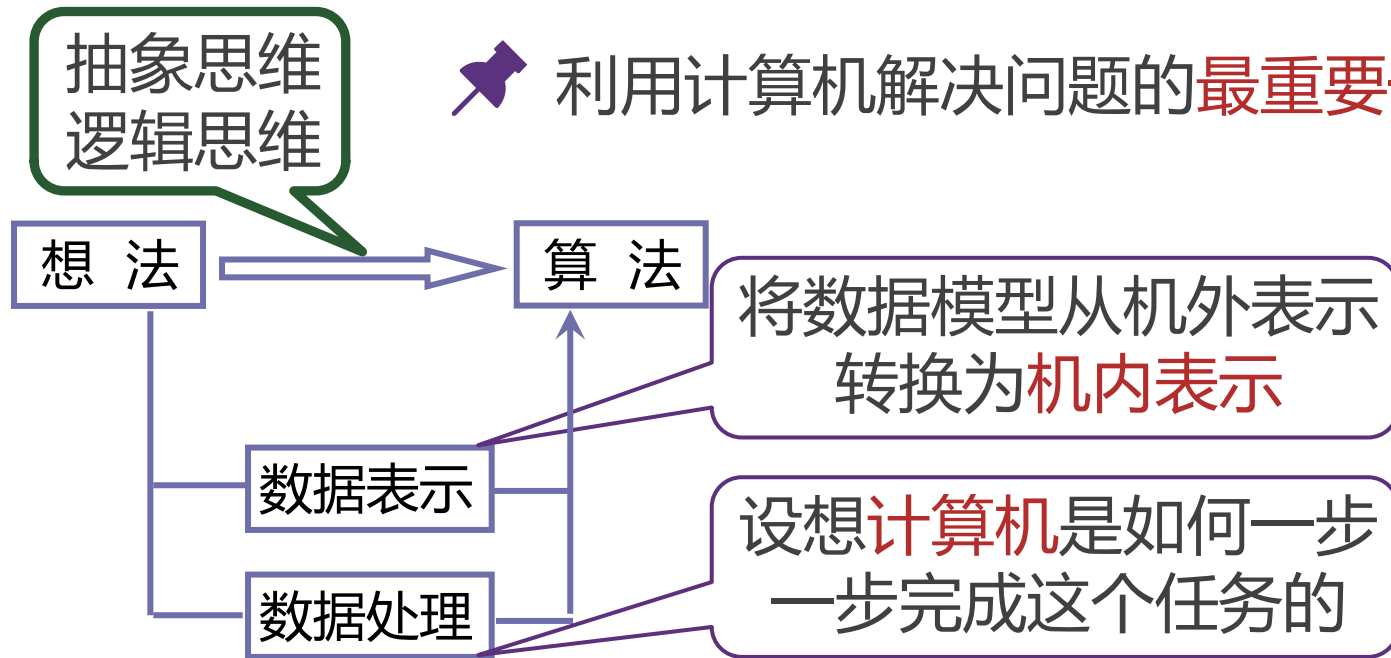 抽象思维
逻辑思维
利用计算机解决问题的最重要
想 法
算 法
将数据模型从机外表示
转换为机内表示
数据表示
设想计算机是如何一步
一步完成这个任务的
数据处理